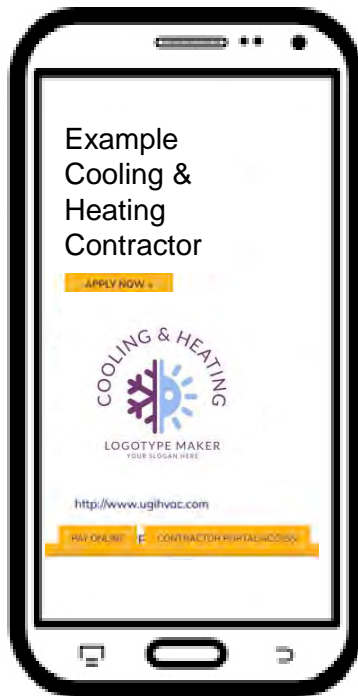 Example
Cooling &
Heating
Contractor
APPLY NOW »
COOLING & HEATING
LOGOTYPE MAKER
YOUR SLOGAN HERE
http://www.ugihvac.com
PAY ONLINE F CONTRACTOR PORTAL ACCESS